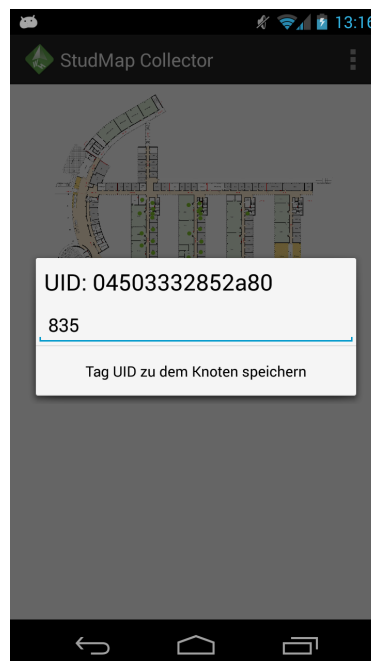 13:16
StudMap Collector
UID: 04503332852a80
835
Tag UID zu dem Knoten speichern